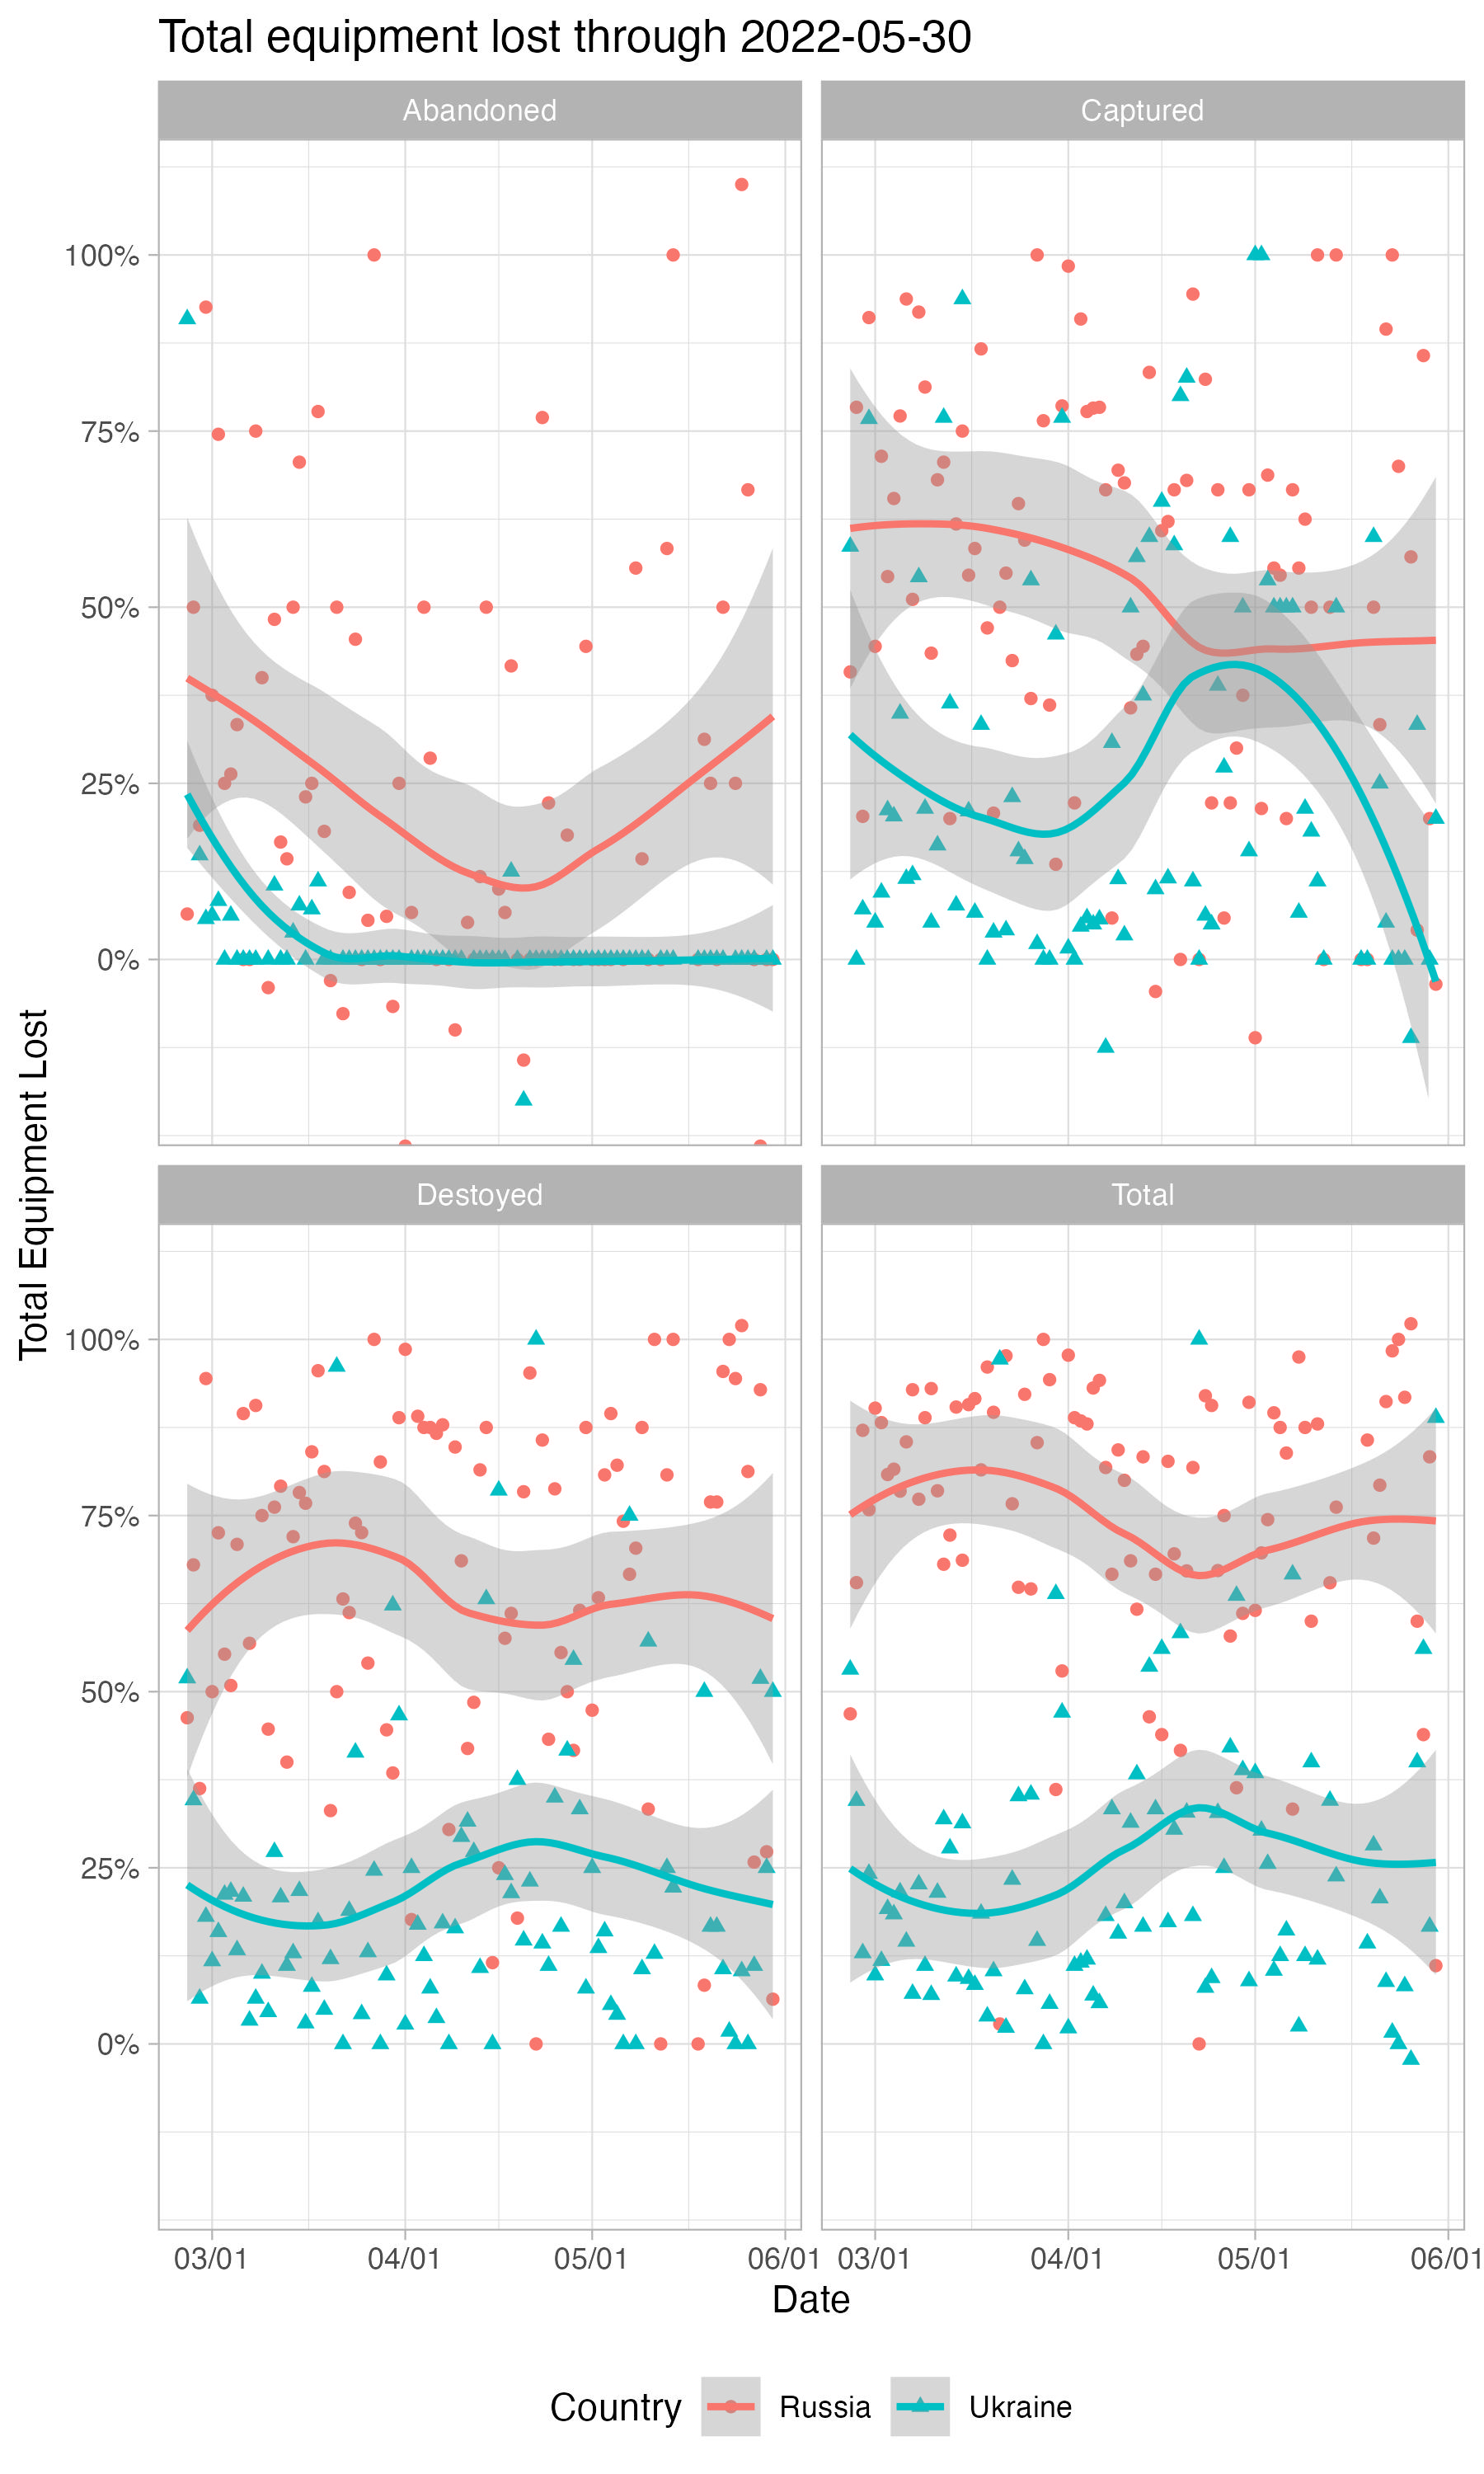 Total equipment lost through 2022-05-30
Abandoned
Captured
100%
75%
50%
25%
0%
Total Equipment Lost
Destoyed
Total
100%
75%
50%
25%
0%
03/01 04/01 05/01 06/01 03/01 04/01 05/01 06/01
Date
Country Russia Ukraine